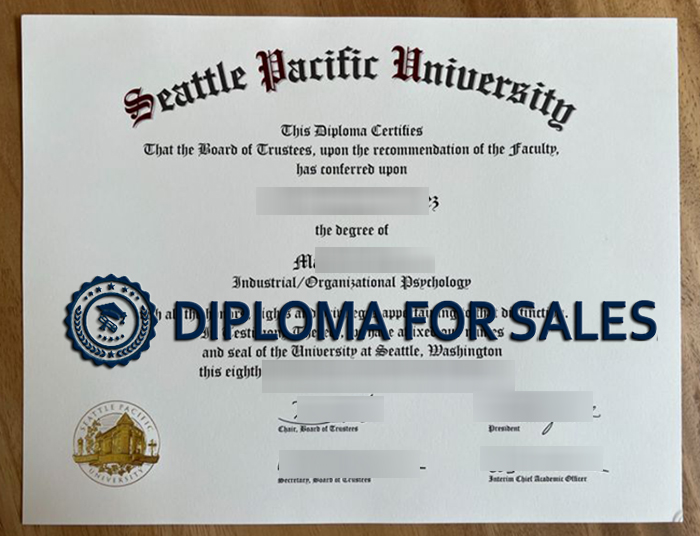 Seattle Pacific University
This Diploma Certifies
That the Board of Trustees, upon the recommendation of the Faculty,
has conferred upon
ez
the degree of
Ma
Industrial/Organizational Psychology
DIPLOMA FOR SALES
and seal of the University at Seattle, Washington
this eighth
Chair, Board of Trustees
President
Secretary, Board of Trustees
Interim Chief Academic Officer
SEATTLE PACIFIC
UNIVERSITY